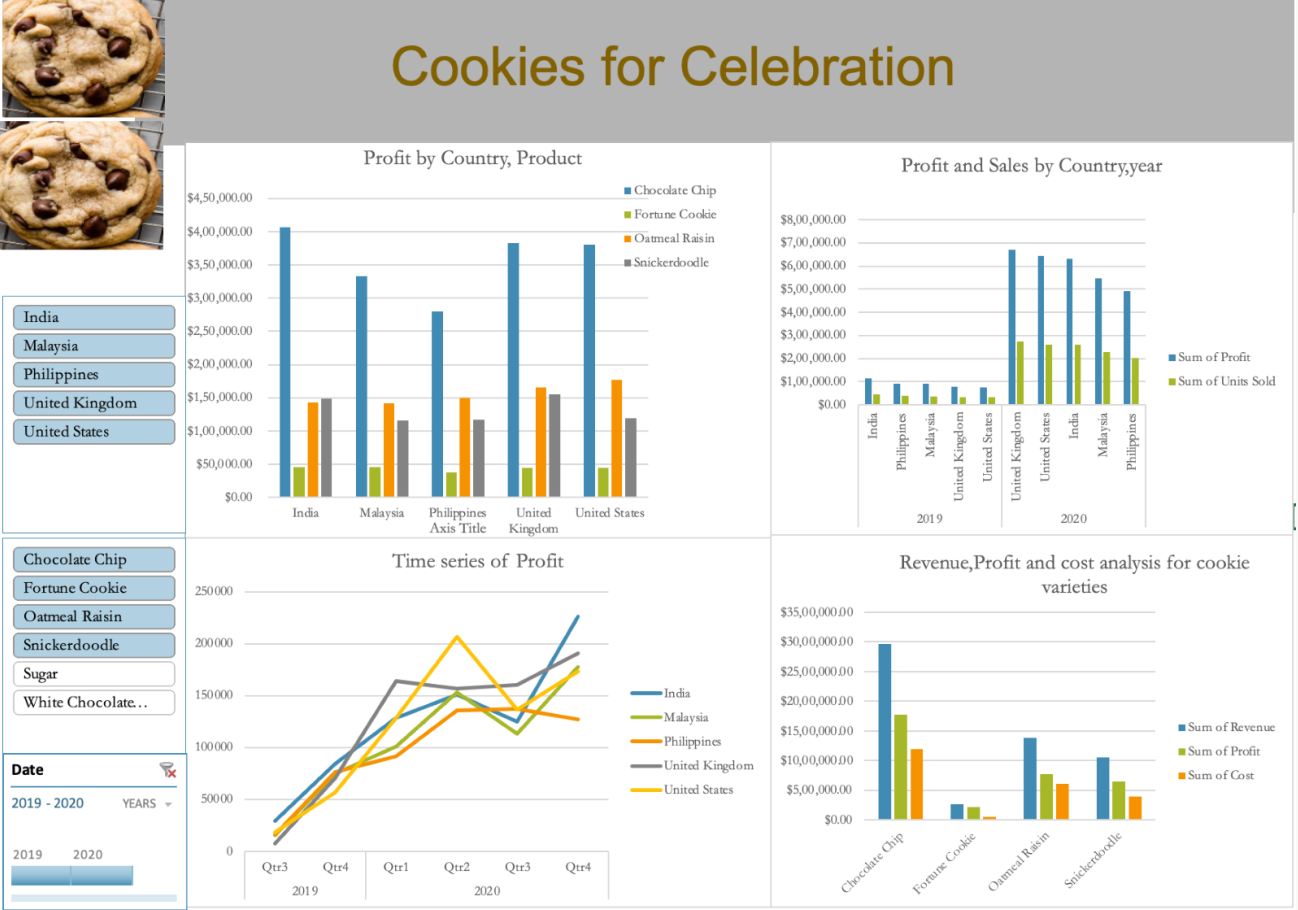 Cookies for Celebration
Profit by Country, Product
Chocolate Chip
Fortune Cookie
Oatmeal Raisin
Snickerdoodle
$4,50,000.00
$4,00,000.00
$3,50,000.00
$3,00,000.00
$2,50,000.00
$2,00,000.00
$1,50,000.00
$1,00,000.00
$50,000.00
$0.00
India
Malaysia
Philippines
United Kingdom
United States
Axis Title
Profit and Sales by Country,year
$8,00,000.00
$7,00,000.00
$6,00,000.00
$5,00,000.00
$4,00,000.00
$3,00,000.00
$2,00,000.00
$1,00,000.00
$0.00
India
Philippines
Malaysia
United Kingdom
United States
United Kingdom
United States
India
Malaysia
Philippines
2019
2020
Sum of Profit
Sum of Units Sold
India
Malaysia
Philippines
United Kingdom
United States
Chocolate Chip
Fortune Cookie
Oatmeal Raisin
Snickerdoodle
Sugar
White Chocolate...
Date
2019 - 2020
YEARS
2019
2020
Time series of Profit
250000
200000
150000
100000
50000
0
Qtr3
Qtr4
Qtr1
Qtr2
Qtr3
Qtr4
2019
2020
India
Malaysia
Philippines
United Kingdom
United States
Revenue,Profit and cost analysis for cookie
varieties
$35,00,000.00
$30,00,000.00
$25,00,000.00
$20,00,000.00
$15,00,000.00
$10,00,000.00
$5,00,000.00
$0.00
Chocolate Chip
Fortune Cookie
Oatmeal Raisin
Snickerdoodle
Sum of Revenue
Sum of Profit
Sum of Cost